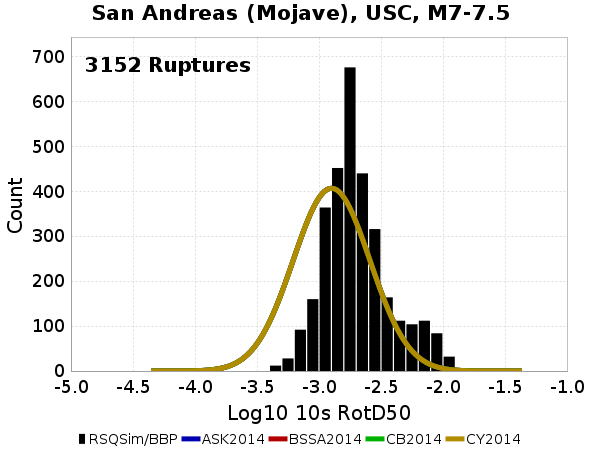 San Andreas (Mojave), USC, M7-7.5
3152 Ruptures
700
600
500
400
300
200
100
0
Count
-5.0 -4.5 -4.0 -3.5 -3.0 -2.5 -2.0 -1.5 -1.0
Log10 10s RotD50
RSQSim/BBP ASK2014 BSSA2014 CB2014 CY2014